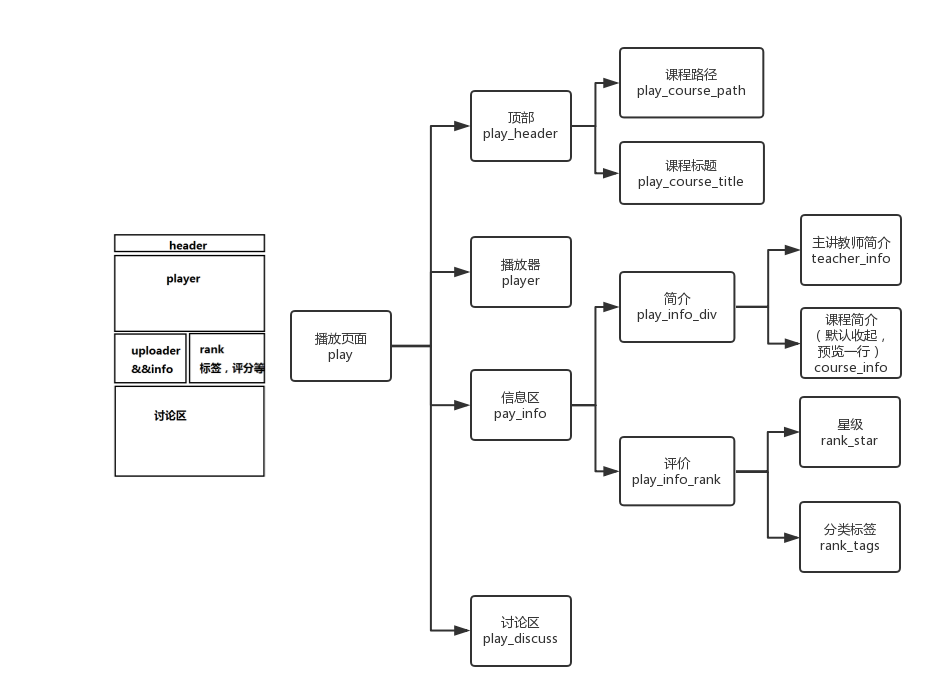 header
player
uploader
&&info
rank
标签，评分等
讨论区
播放页面
play
顶部
play_header
课程路径
play_course_path
课程标题
play_course_title
播放器
player
信息区
pay_info
简介
play_info_div
主讲教师简介
teacher_info
课程简介
（默认收起，
预览一行）
course_info
评价
play_info_rank
星级
rank_star
分类标签
rank_tags
讨论区
play_discuss